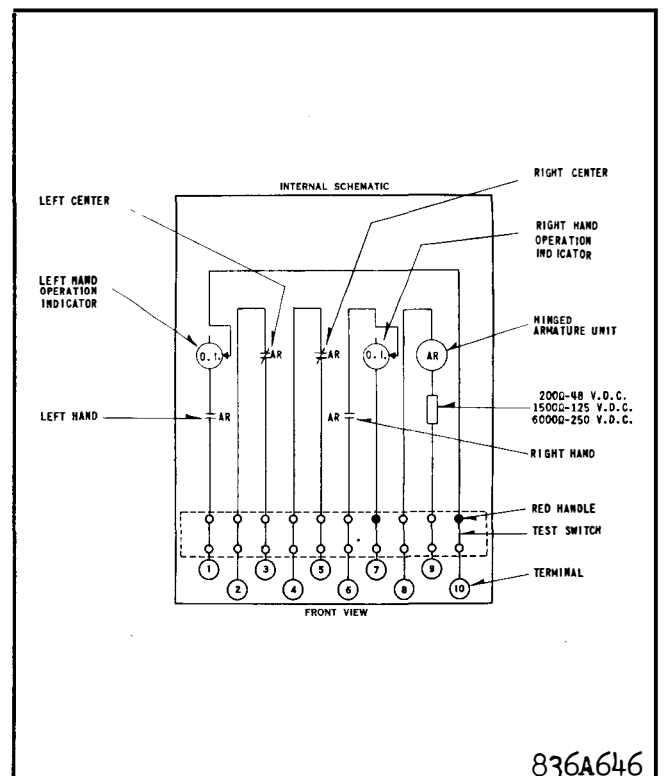 INTERNAL SCHEMATIC
LEFT CENTER
RIGHT CENTER
LEFT HAND
OPERATION
INDICATOR
RIGHT HAND
OPERATION
INDICATOR
HINGED
ARMATURE UNIT
O.I.
AR
AR
O.I.
AR
200Ω-48 V.D.C.
1500Ω-125 V.D.C.
6000Ω-250 V.D.C.
LEFT HAND
AR
AR
RIGHT HAND
RED HANDLE
TEST SWITCH
TERMINAL
1
2
3
4
5
6
7
8
9
10
FRONT VIEW
836A646